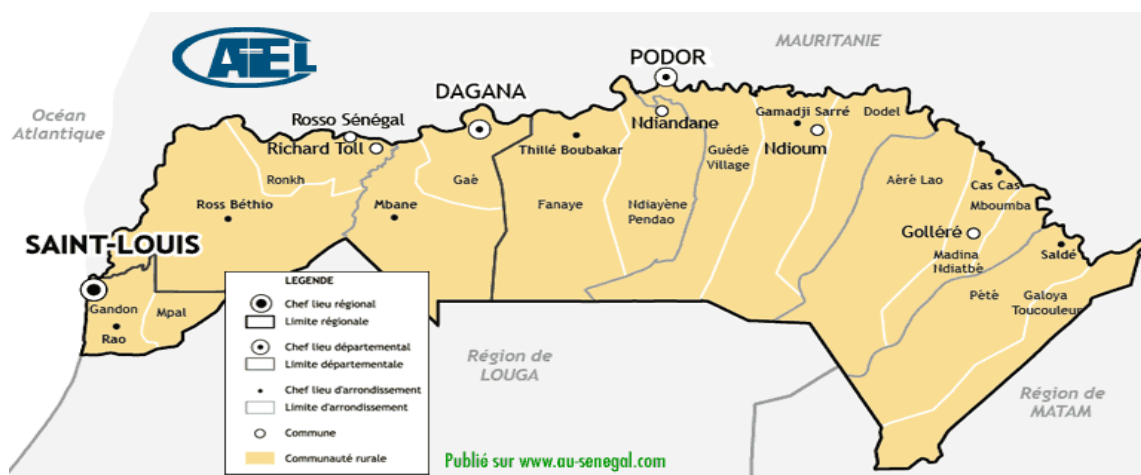 AEL
MAURITANIE
Océan
Atlantique
PODOR
DAGANA
Rosso Sénégal
Richard Toll
Ndiandane
Gamadji Sarré
Dodel
Ndioum
Thillé Boubakar
Guèdè
Village
Ronkh
Gaè
Aèrè Lao
Cas Cas
Mboumba
Ross Béthio
Mbane
Fanaye
Ndiayène
Pendao
Golléré
SAINT-LOUIS
Madina
Ndiatbè
Saldé
Pètè
Galoya
Toucouleur
Gandon
Mpal
Rao
LEGENDE
Chef lieu régional
Limite régionale
Chef lieu départemental
Limite départementale
Chef lieu d'arrondissement
Limite d'arrondissement
Commune
Communauté rurale
Région de
LOUGA
Région de
MATAM
Publié sur www.au-senegal.com